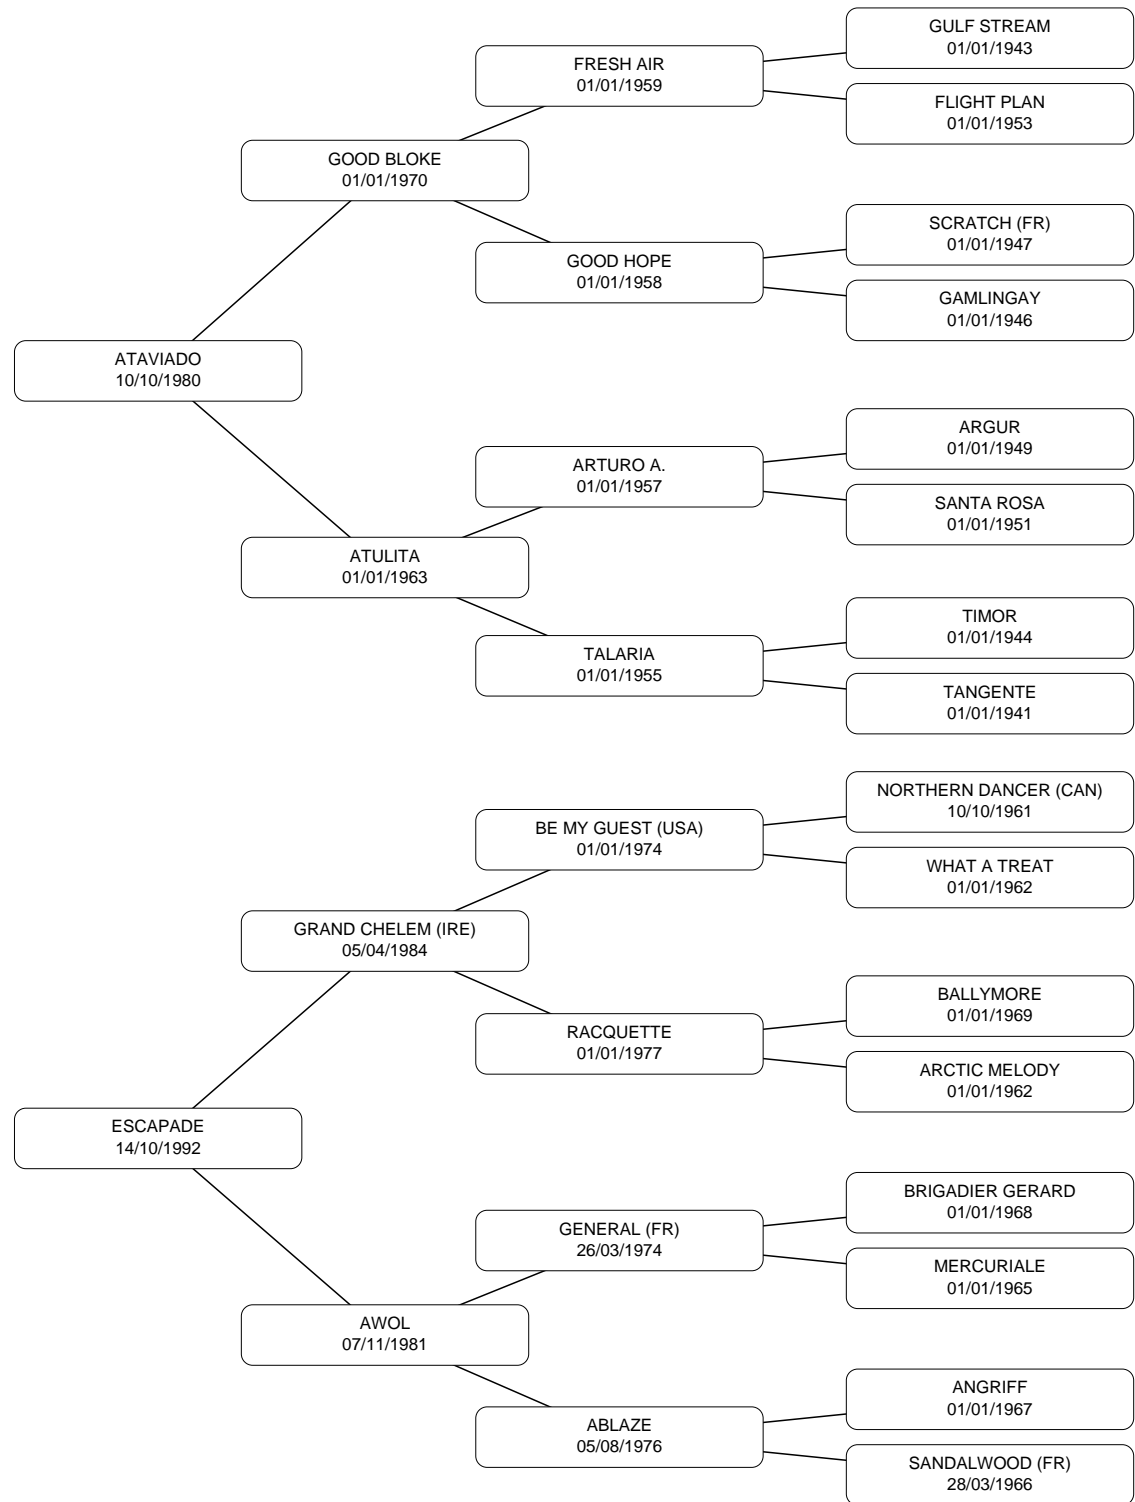 GULF STREAM
01/01/1943
FRESH AIR
01/01/1959
FLIGHT PLAN
01/01/1953
GOOD BLOKE
01/01/1970
SCRATCH (FR)
01/01/1947
GOOD HOPE
01/01/1958
GAMLINGAY
01/01/1946
ATAVIADO
10/10/1980
ARGUR
01/01/1949
ARTURO A.
01/01/1957
SANTA ROSA
01/01/1951
ATULITA
01/01/1963
TIMOR
01/01/1944
TALARIA
01/01/1955
TANGENTE
01/01/1941
NORTHERN DANCER (CAN)
10/10/1961
BE MY GUEST (USA)
01/01/1974
WHAT A TREAT
01/01/1962
GRAND CHELEM (IRE)
05/04/1984
BALLYMORE
01/01/1969
RACQUETTE
01/01/1977
ARCTIC MELODY
01/01/1962
ESCAPADE
14/10/1992
BRIGADIER GERARD
01/01/1968
GENERAL (FR)
26/03/1974
MERCURIALE
01/01/1965
AWOL
07/11/1981
ANGRIFF
01/01/1967
ABLAZE
05/08/1976
SANDALWOOD (FR)
28/03/1966